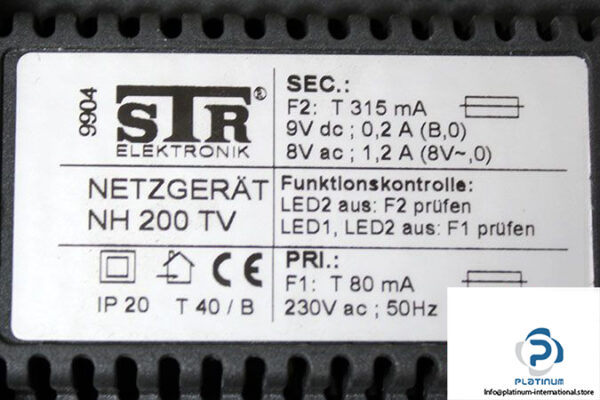 9904
STR®
ELEKTRONIK
NETZGERÄT
NH 200 TV
IP 20 T 40 / B
CE
SEC.:
F2: T 315 mA
9V dc ; 0,2 A (B,0)
8V ac ; 1,2 A (8V~,0)
Funktionskontrolle:
LED2 aus: F2 prüfen
LED1, LED2 aus: F1 prüfen
PRI.:
F1: T 80 mA
230V ac ; 50Hz
PLATINUM
www.platinum-international.store